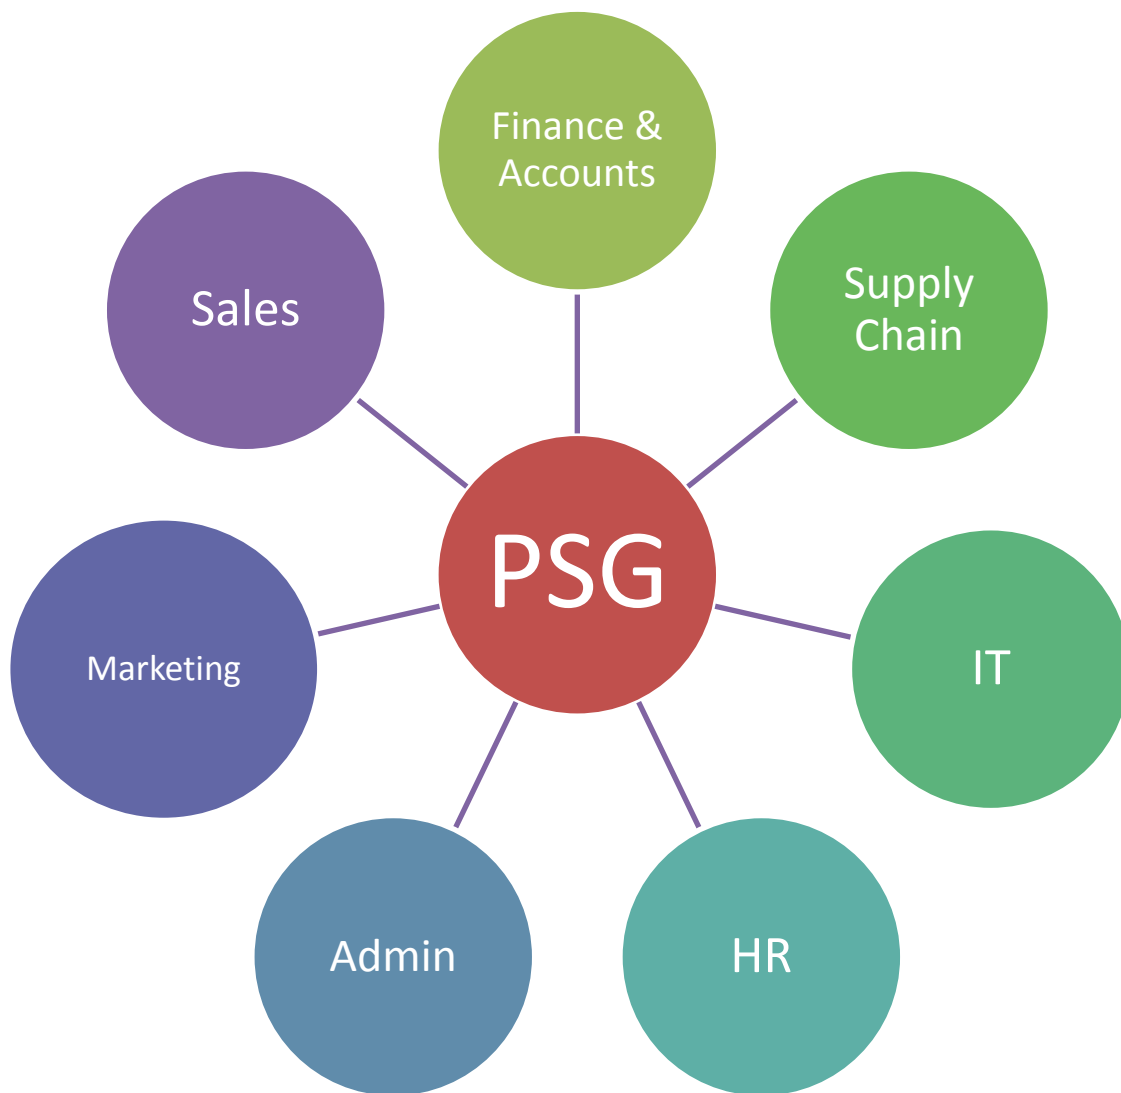 Finance &
Accounts
Supply
Chain
Sales
PSG
IT
Marketing
HR
Admin